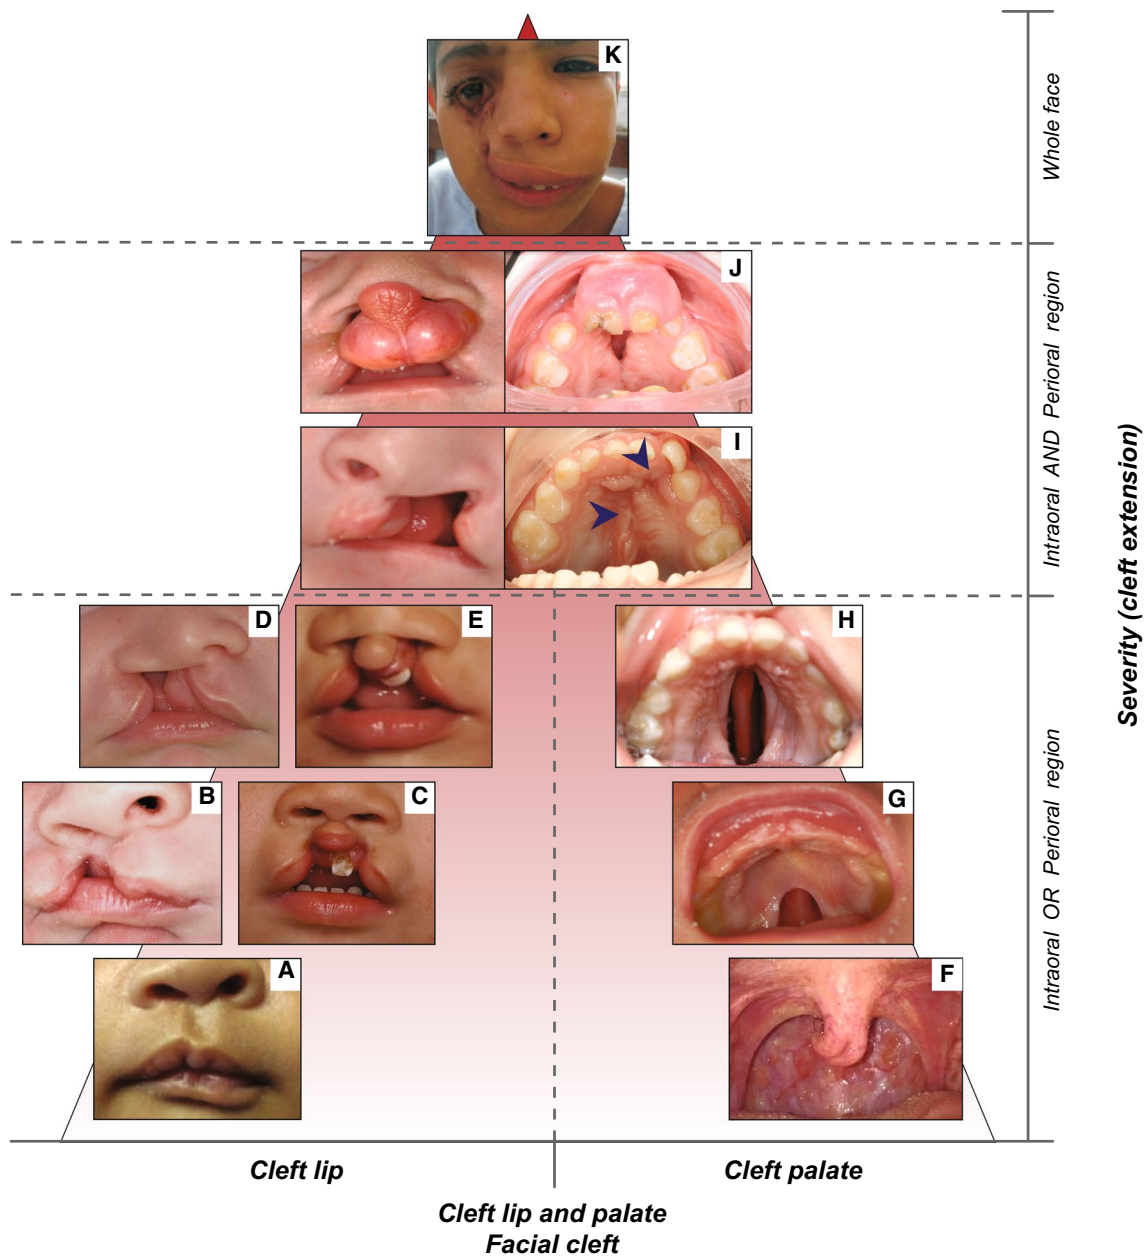 K
Whole face
J
Intraoral AND Perioral region
I
Severity (cleft extension)
D
E
H
B
C
G
Intraoral OR Perioral region
A
F
Cleft lip
Cleft palate
Cleft lip and palate
Facial cleft